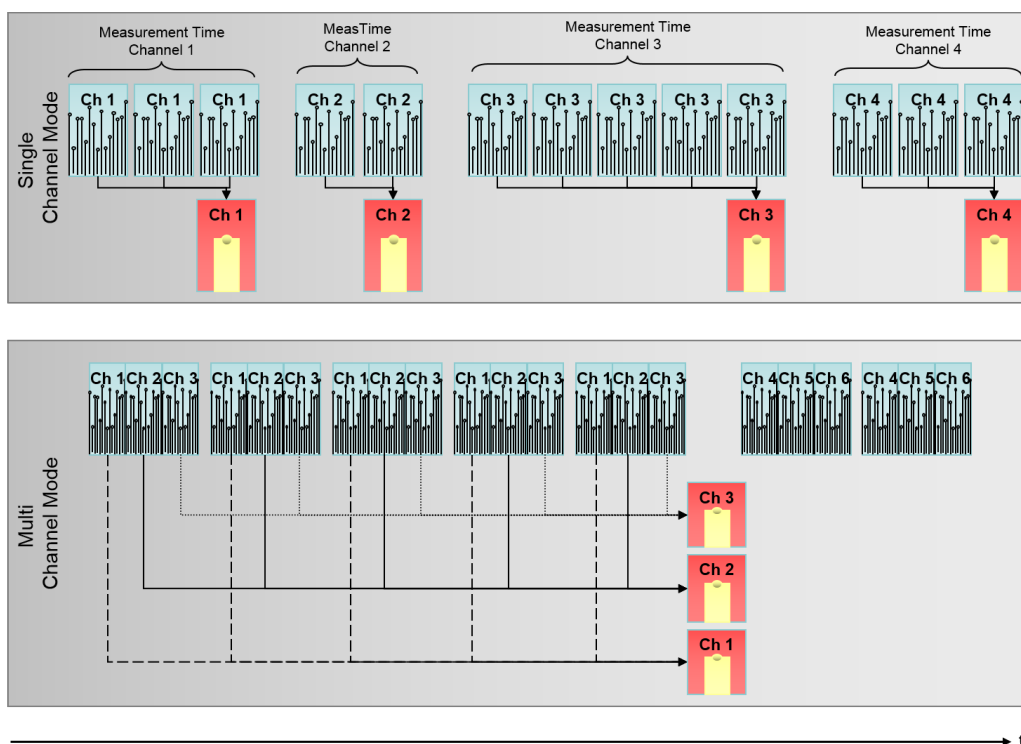 Measurement Time
Channel 1
MeasTime
Channel 2
Measurement Time
Channel 3
Measurement Time
Channel 4
Single
Channel Mode
Ch 1 Ch 1 Ch 1 Ch 2 Ch 2 Ch 3 Ch 3 Ch 3 Ch 3 Ch 3 Ch 4 Ch 4 Ch 4
Ch 1 Ch 2 Ch 3 Ch 4
Multi
Channel Mode
Ch 1 Ch 2 Ch 3 Ch 1 Ch 2 Ch 3 Ch 1 Ch 2 Ch 3 Ch 1 Ch 2 Ch 3 Ch 1 Ch 2 Ch 3 Ch 4 Ch 5 Ch 6 Ch 4 Ch 5 Ch 6
Ch 3
Ch 2
Ch 1
t